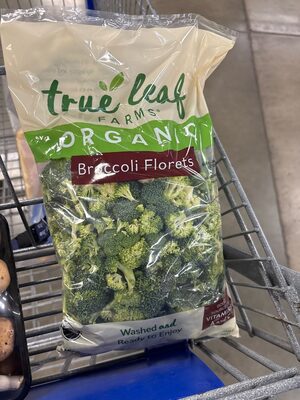 true leaf
FARMS
ORGANIC
Broccoli Florets
Washed and
Ready to Enjoy